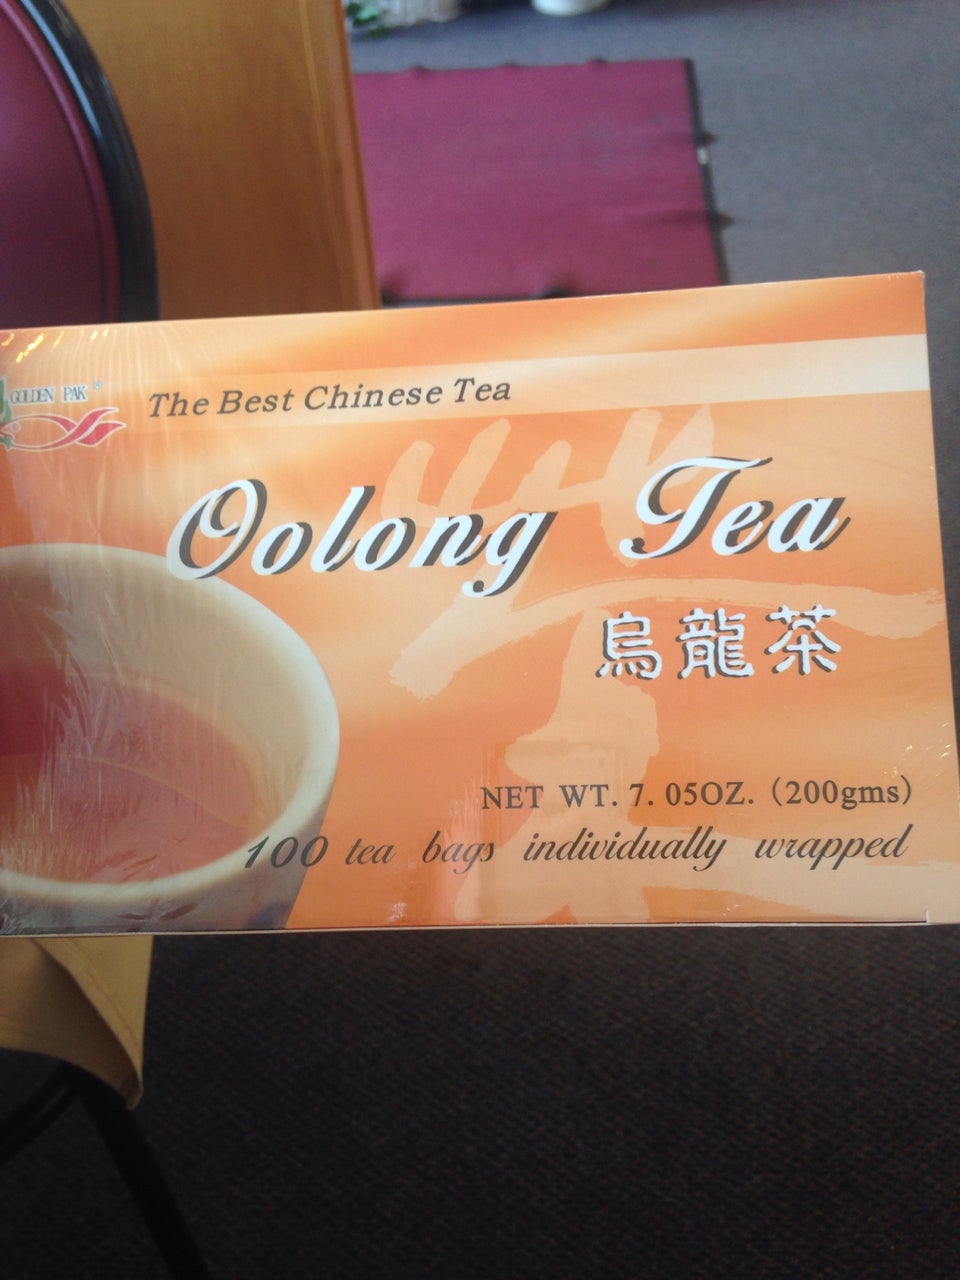 GOLDEN PAK ®
The Best Chinese Tea
Oolong Tea
烏龍茶
NET WT. 7. 05OZ. (200gms)
100 tea bags individually wrapped